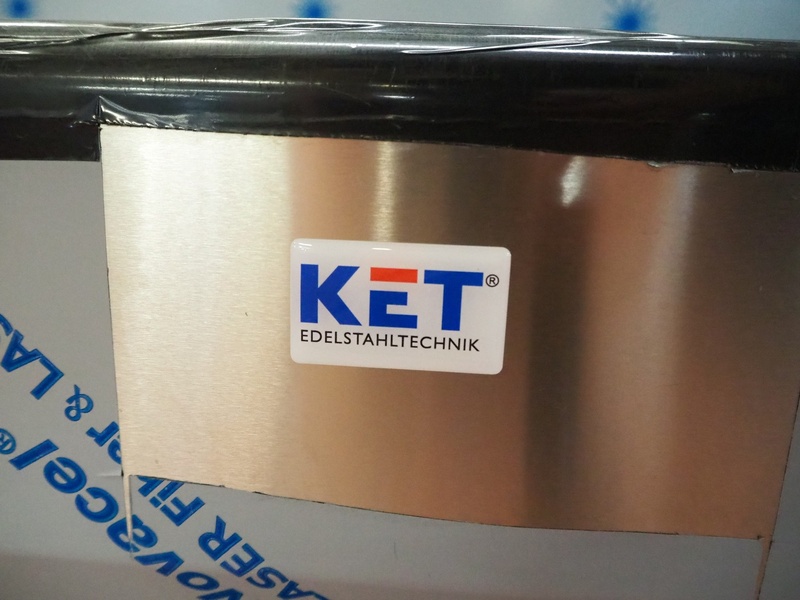 KET®
EDELSTAHLTECHNIK
novacel®
LASER Fiber & LAS